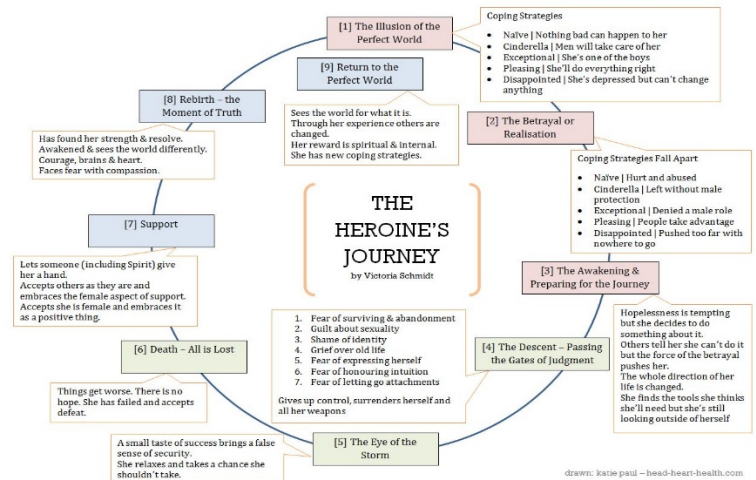 [1] The Illusion of the
Perfect World
Coping Strategies
• Naïve | Nothing bad can happen to her
• Cinderella | Men will take care of her
• Exceptional | She's one of the boys
• Pleasing | She'll do everything right
• Disappointed | She's depressed but can't change
anything
[9] Return to the
Perfect World
Sees the world for what it is.
Through her experience others are
changed.
Her reward is spiritual & internal.
She has new coping strategies.
[8] Rebirth – the
Moment of Truth
Has found her strength & resolve.
Awakened & sees the world differently.
Courage, brains & heart.
Faces fear with compassion.
[2] The Betrayal or
Realisation
Coping Strategies Fall Apart
• Naïve | Hurt and abused
• Cinderella | Left without male
protection
• Exceptional | Denied a male role
• Pleasing | People take advantage
• Disappointed | Pushed too far with
nowhere to go
THE
HEROINE'S
JOURNEY
by Victoria Schmidt
[7] Support
Lets someone (including Spirit) give
her a hand.
Accepts others as they are and
embraces the female aspect of support.
Accepts she is female and embraces it
as a positive thing.
[3] The Awakening &
Preparing for the Journey
Hopelessness is
tempting
but she decides to do
something about it.
Others tell her she can't do it
but the force of the betrayal
pushes her.
The whole direction of her
life is changed.
She finds the tools she thinks
she'll need but she's still
looking outside of herself
1. Fear of surviving & abandonment
2. Guilt about sexuality
3. Shame of identity
4. Grief over old life
5. Fear of expressing herself
6. Fear of honouring intuition
7. Fear of letting go attachments
Gives up control, surrenders herself and
all her weapons
[4] The Descent – Passing
the Gates of Judgment
[6] Death – All is Lost
Things get worse. There is no
hope. She has failed and accepts
defeat.
[5] The Eye of the
Storm
A small taste of success brings a false
sense of security.
She relaxes and takes a chance she
shouldn't take.
drawn: katie paul – head-heart-health.com